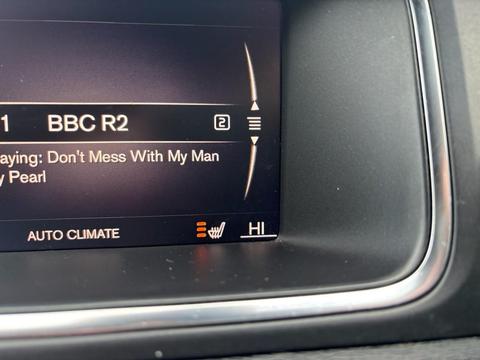 1 BBC R2 2
aying: Don't Mess With My Man
y Pearl
AUTO CLIMATE HI